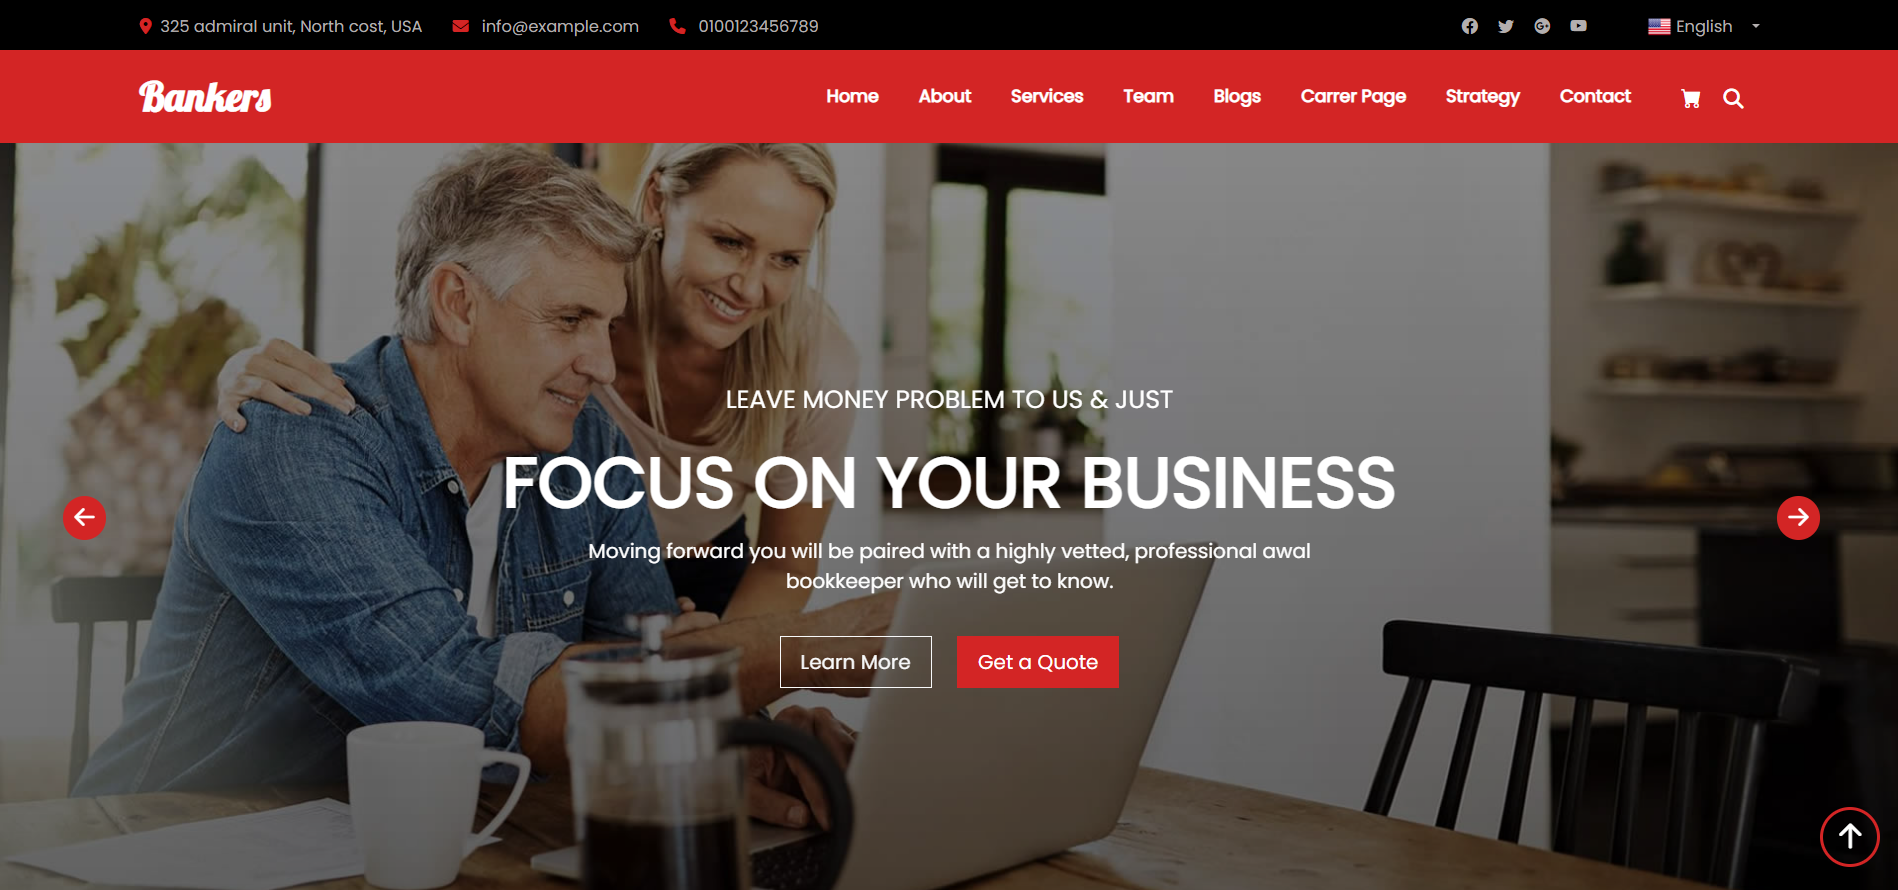 325 admiral unit, North cost, USA info@example.com 0100123456789 English
Bankers Home About Services Team Blogs Carrer Page Strategy Contact
LEAVE MONEY PROBLEM TO US & JUST
FOCUS ON YOUR BUSINESS
Moving forward you will be paired with a highly vetted, professional awal
bookkeeper who will get to know.
Learn More Get a Quote